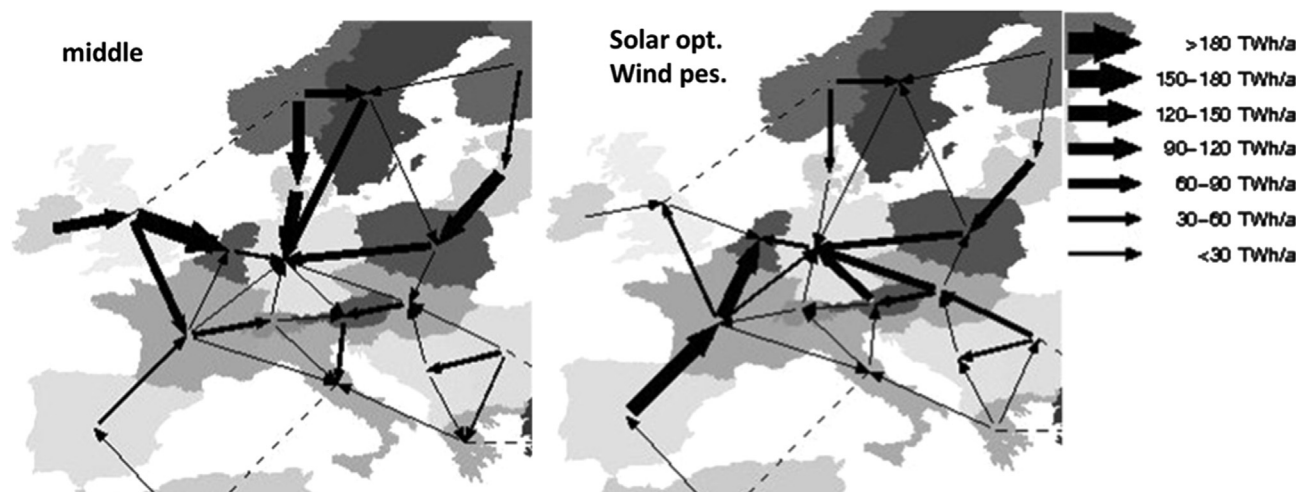 middle
Solar opt.
Wind pes.
>180 TWh/a
150-180 TWh/a
120-150 TWh/a
90-120 TWh/a
60-90 TWh/a
30-60 TWh/a
<30 TWh/a